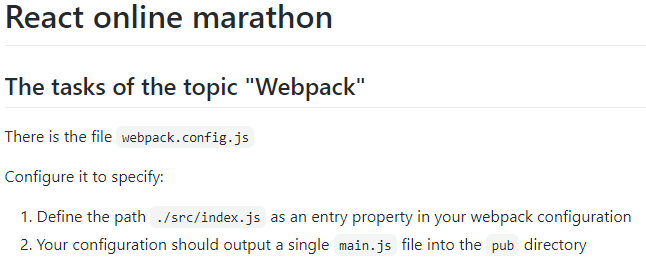 React online marathon
The tasks of the topic "Webpack"
There is the file webpack.config.js
Configure it to specify:
1. Define the path ./src/index.js as an entry property in your webpack configuration
2. Your configuration should output a single main.js file into the pub directory